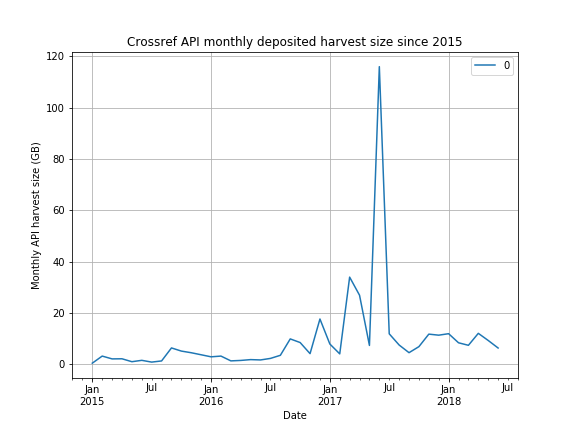 Crossref API monthly deposited harvest size since 2015
0
Monthly API harvest size (GB)
120
100
80
60
40
20
0
Jan Jul Jan Jul Jan Jul Jan Jul
2015 2016 2017 2018
Date